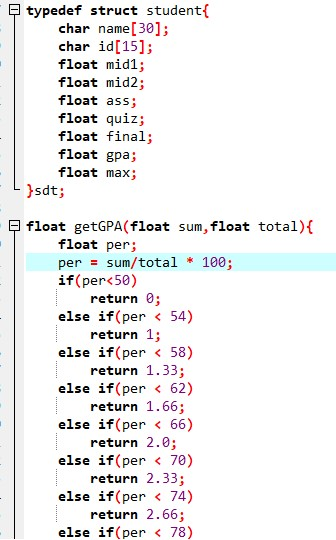 typedef struct student{
char name[30];
char id[15];
float mid1;
float mid2;
float ass;
float quiz;
float final;
float gpa;
float max;
}sdt;
float getGPA(float sum,float total){
float per;
per = sum/total * 100;
if(per<50)
return 0;
else if(per < 54)
return 1;
else if(per < 58)
return 1.33;
else if(per < 62)
return 1.66;
else if(per < 66)
return 2.0;
else if(per < 70)
return 2.33;
else if(per < 74)
return 2.66;
else if(per < 78)